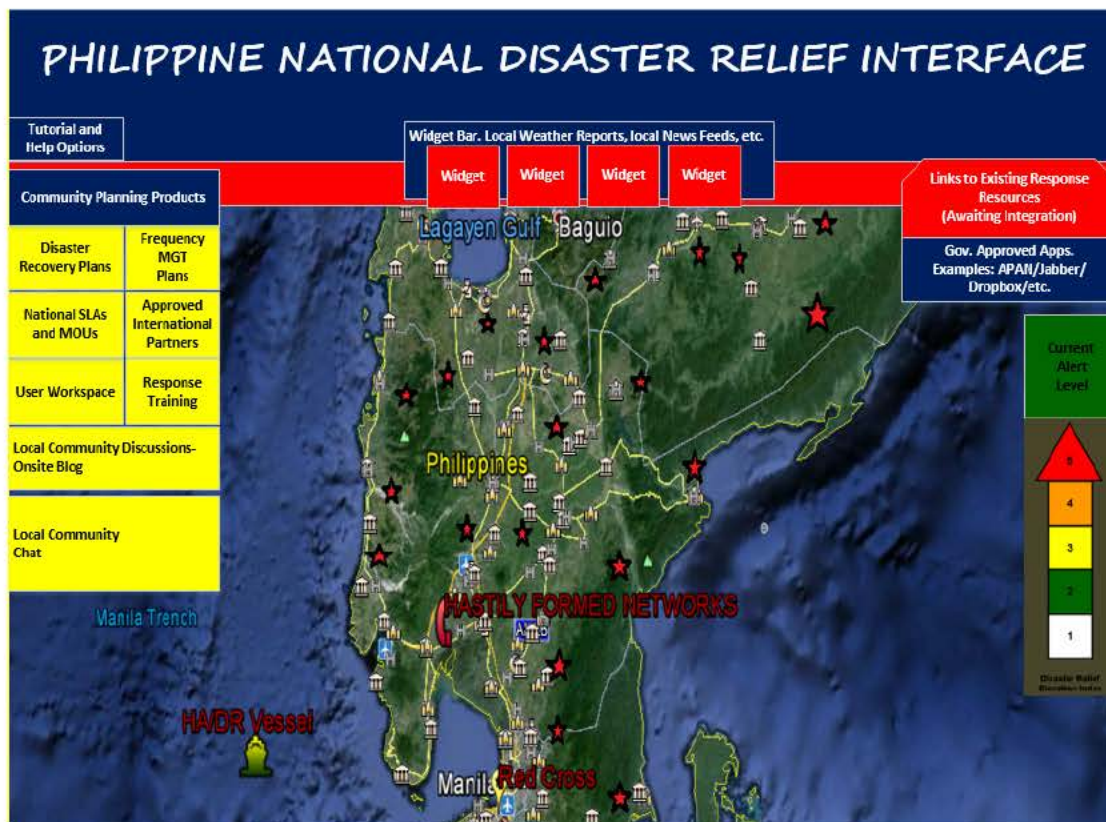 PHILIPPINE NATIONAL DISASTER RELIEF INTERFACE
Tutorial and
Help Options
Widget Bar. Local Weather Reports, local News Feeds, etc.
Widget
Widget
Widget
Widget
Links to Existing Response
Resources
(Awaiting Integration)
Gov. Approved Apps.
Examples: APAN/Jabber/
Dropbox/etc.
Community Planning Products
Disaster
Recovery Plans
Frequency
MGT
Plans
National SLAs
and MOUs
Approved
International
Partners
User Workspace
Response
Training
Local Community Discussions-
Onsite Blog
Local Community
Chat
Current
Alert
Level
5
4
3
2
1
Disaster Relief
Lagayen Gulf
Baguio
Philippines
HASTILY FORMED NETWORKS
Manila Trench
HA/DR Vessel
Manila
Red Cross